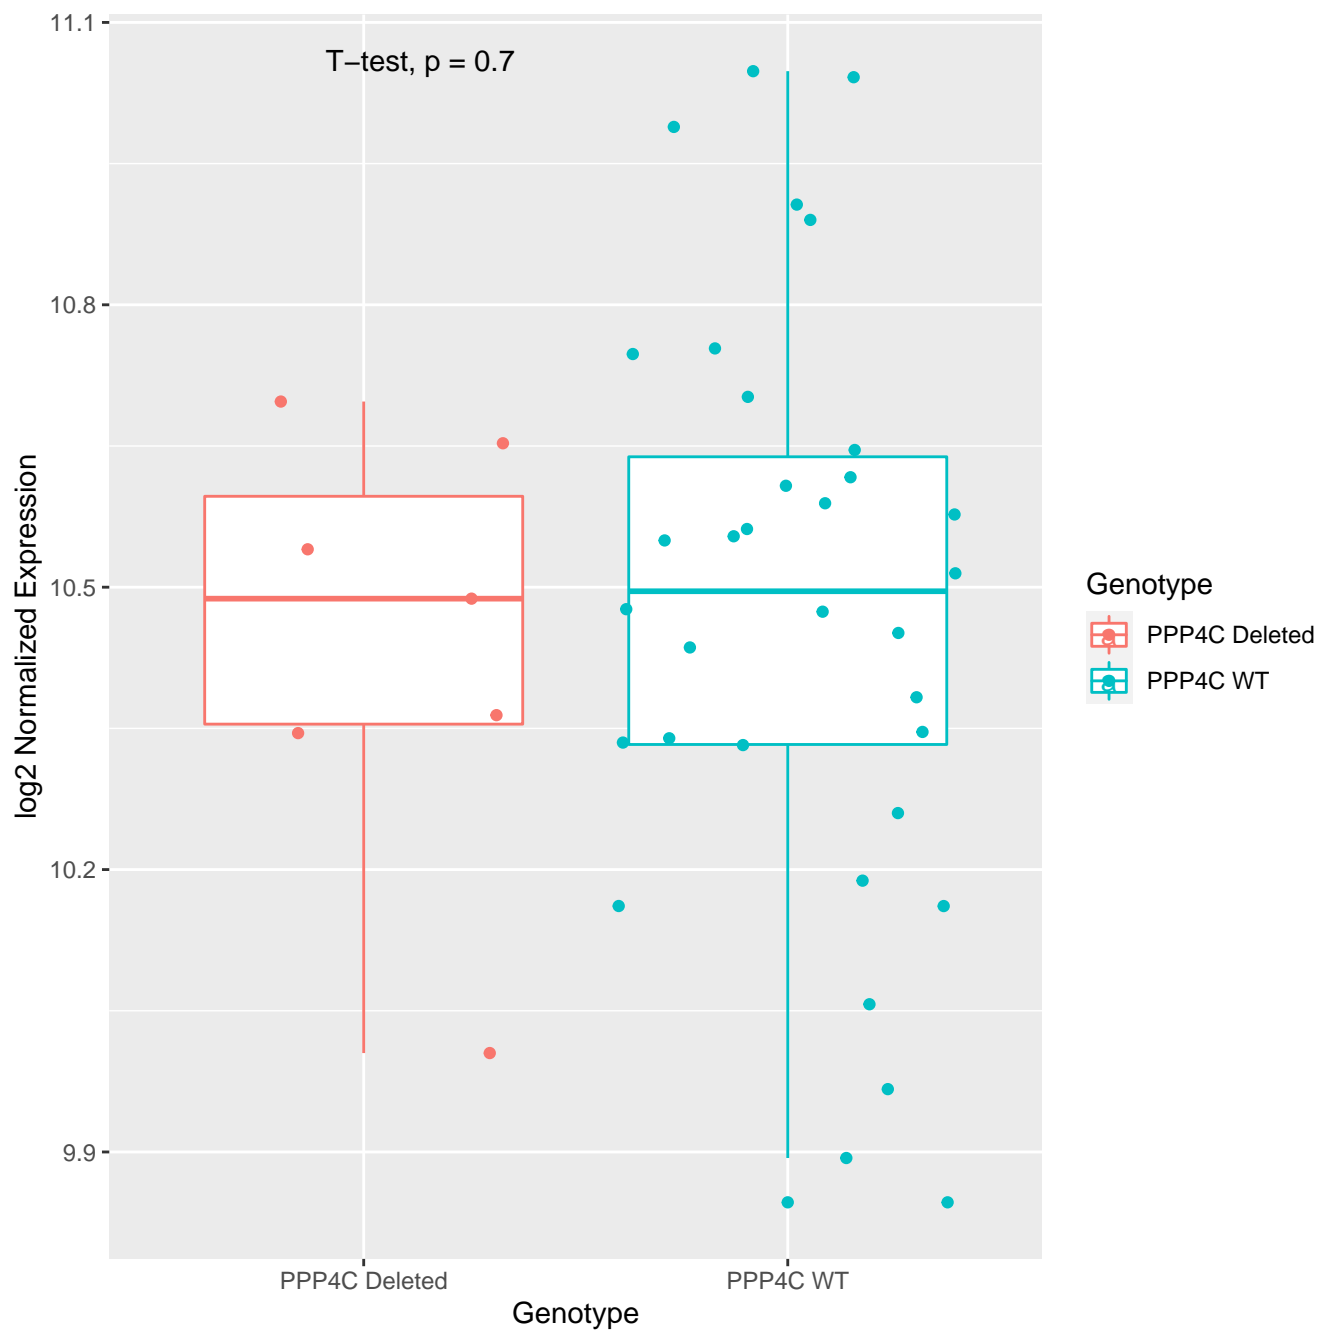 T−test, p = 0.7
11.1
10.8
10.5
10.2
9.9
log2 Normalized Expression
PPP4C Deleted
PPP4C WT
Genotype
Genotype
PPP4C Deleted
PPP4C WT